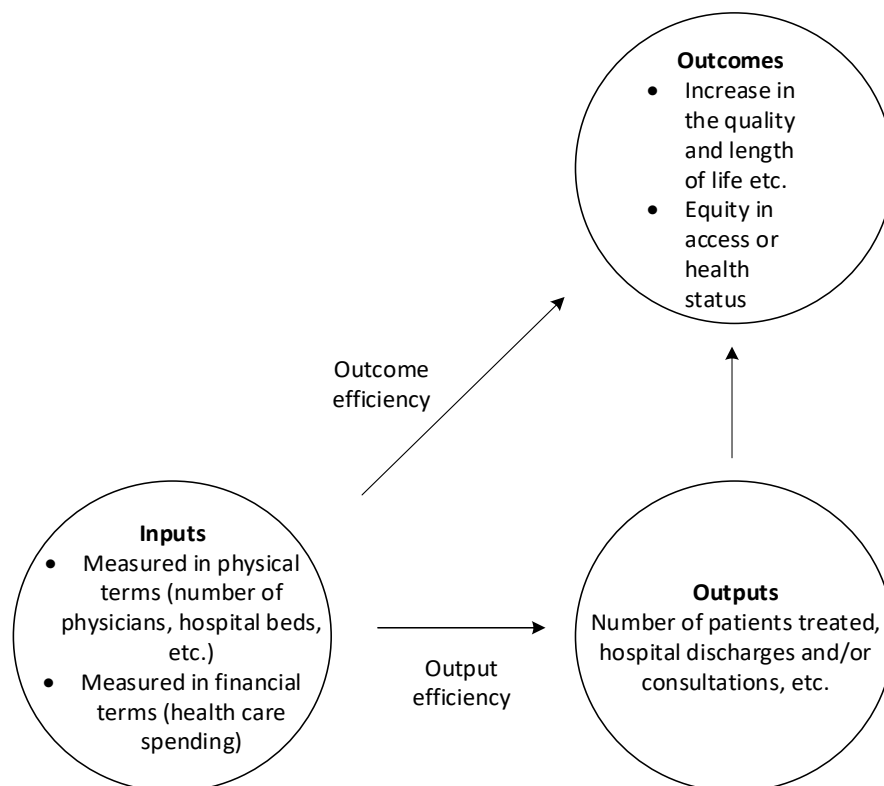 Outcomes
• Increase in
the quality
and length
of life etc.
• Equity in
access or
health
status
Outcome
efficiency
Inputs
• Measured in physical
terms (number of
physicians, hospital beds,
etc.)
• Measured in financial
terms (health care
spending)
Output
efficiency
Outputs
Number of patients treated,
hospital discharges and/or
consultations, etc.